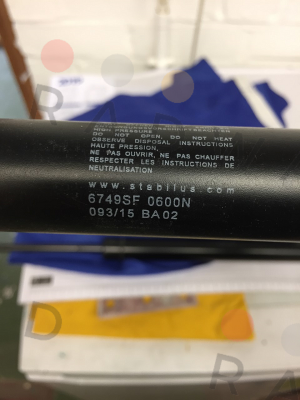 HIGH PRESSURE
DO NOT OPEN, DO NOT HEAT
OBSERVE DISPOSAL INSTRUCTIONS
HAUTE PRESSION,
NE PAS OUVRIR, NE PAS CHAUFFER
RESPECTER LES INSTRUCTIONS DE
NEUTRALISATION
www.stabilus.com
6749SF 0600N
093/15 BA02